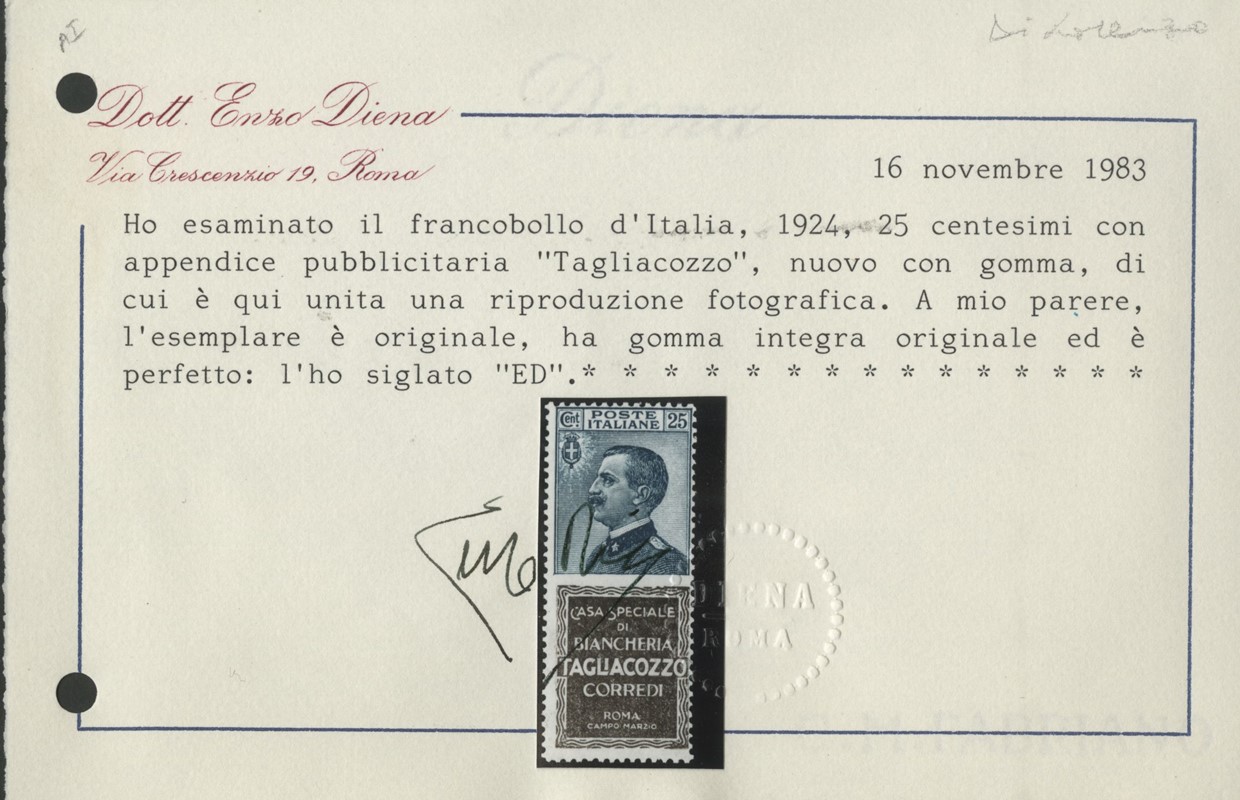 Di Lorenzo
Diena
Dott. Enzo Diena
Via Crescenzio 19, Roma
16 novembre 1983
Ho esaminato il francobollo d'Italia, 1924, 25 centesimi con
appendice pubblicitaria "Tagliacozzo", nuovo con gomma, di
cui è qui unita una riproduzione fotografica. A mio parere,
l'esemplare è originale, ha gomma integra originale ed è
perfetto: l'ho siglato "ED".* * * * * * * * * * * * * * *
Cent. POSTE ITALIANE 25
CASA SPECIALE
DI
BIANCHERIA
TAGLIACOZZO
CORREDI
ROMA
CAMPO MARZIO
DIENA
ROMA